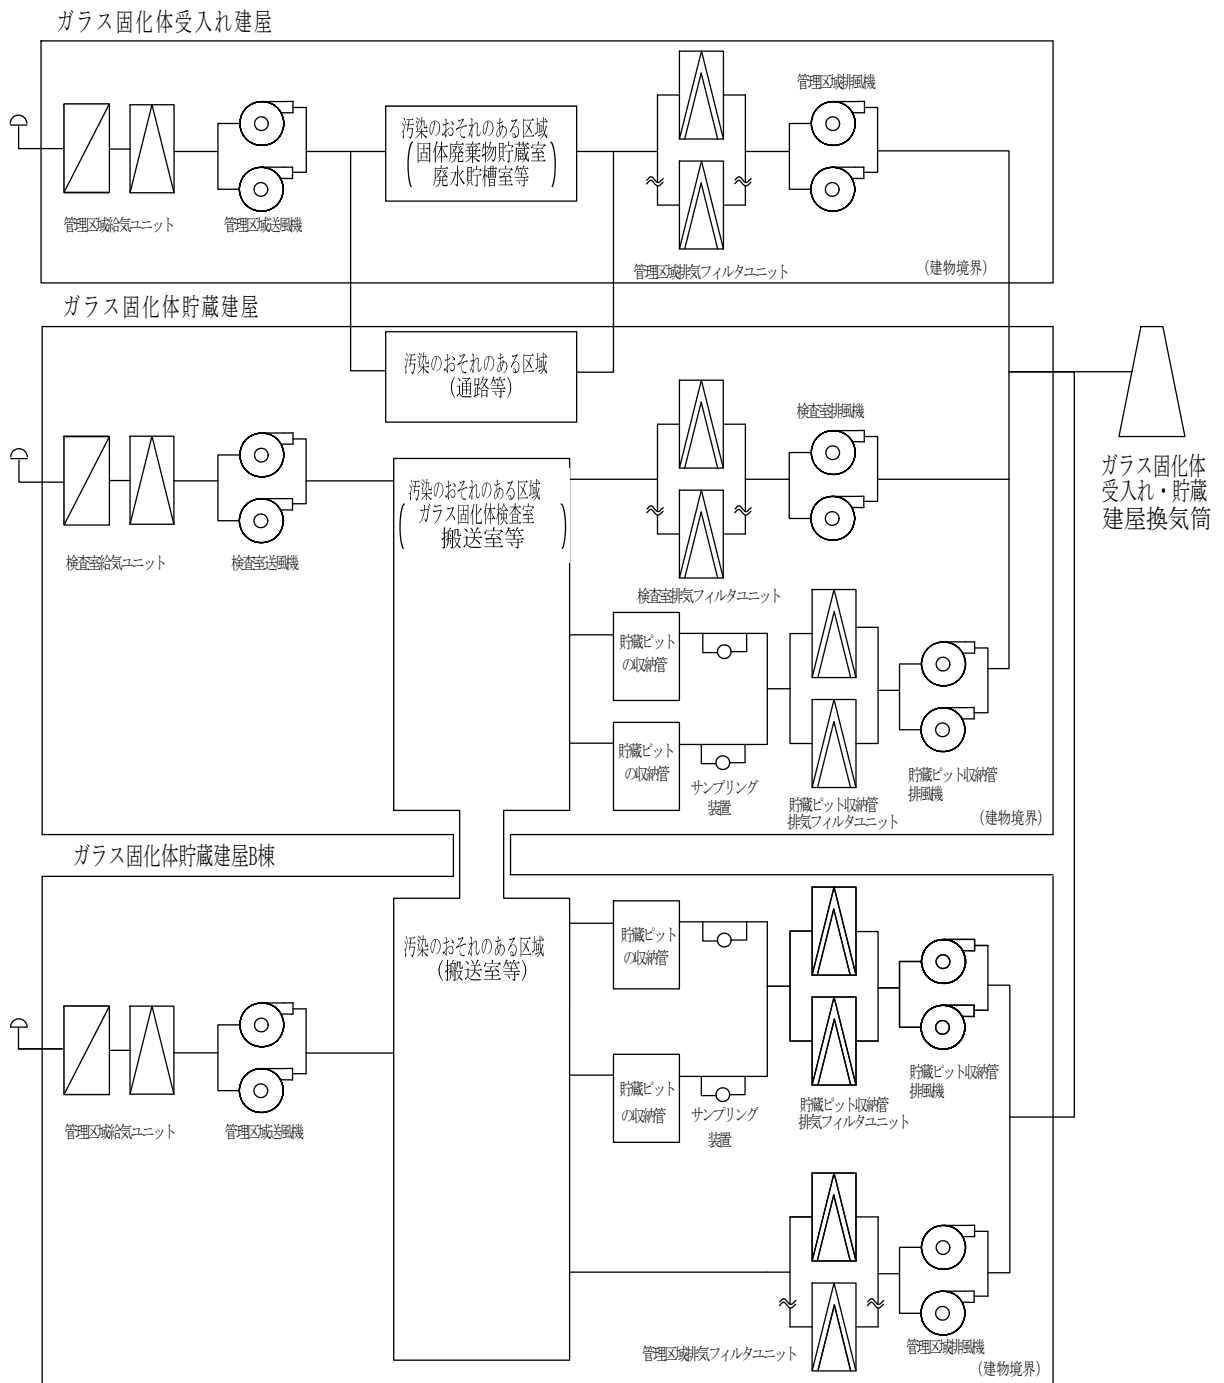 ガラス固化体受入れ建屋
管理区域給気ユニット
管理区域送風機
汚染のおそれのある区域
(固体廃棄物貯蔵室
廃水貯槽室等)
管理区域排気フィルタユニット
管理区域排風機
(建物境界)
ガラス固化体貯蔵建屋
汚染のおそれのある区域
(通路等)
検査室給気ユニット
検査室送風機
汚染のおそれのある区域
(ガラス固化体検査室
搬送室等)
検査室排気フィルタユニット
検査室排風機
ガラス固化体
受入れ・貯蔵
建屋換気筒
貯蔵ピット
の収納管
貯蔵ピット
の収納管
サンプリング
装置
貯蔵ピット収納管
排気フィルタユニット
貯蔵ピット収納管
排風機
(建物境界)
ガラス固化体貯蔵建屋B棟
管理区域給気ユニット
管理区域送風機
汚染のおそれのある区域
(搬送室等)
貯蔵ピット
の収納管
貯蔵ピット
の収納管
サンプリング
装置
貯蔵ピット収納管
排気フィルタユニット
貯蔵ピット収納管
排風機
管理区域排気フィルタユニット
管理区域排風機
(建物境界)